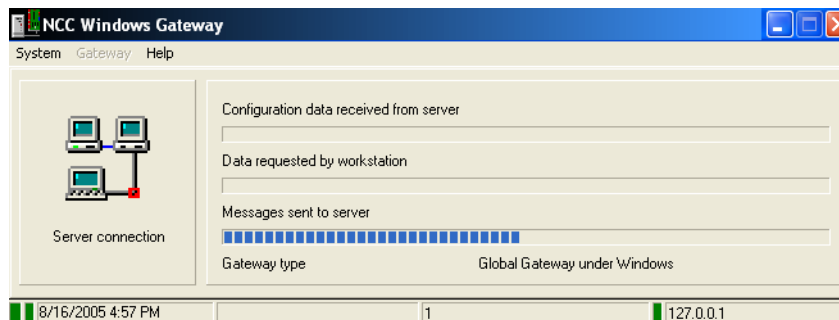 NCC Windows Gateway
System Gateway Help
Configuration data received from server
Data requested by workstation
Messages sent to server
Server connection
Gateway type Global Gateway under Windows
8/16/2005 4:57 PM 1 127.0.0.1